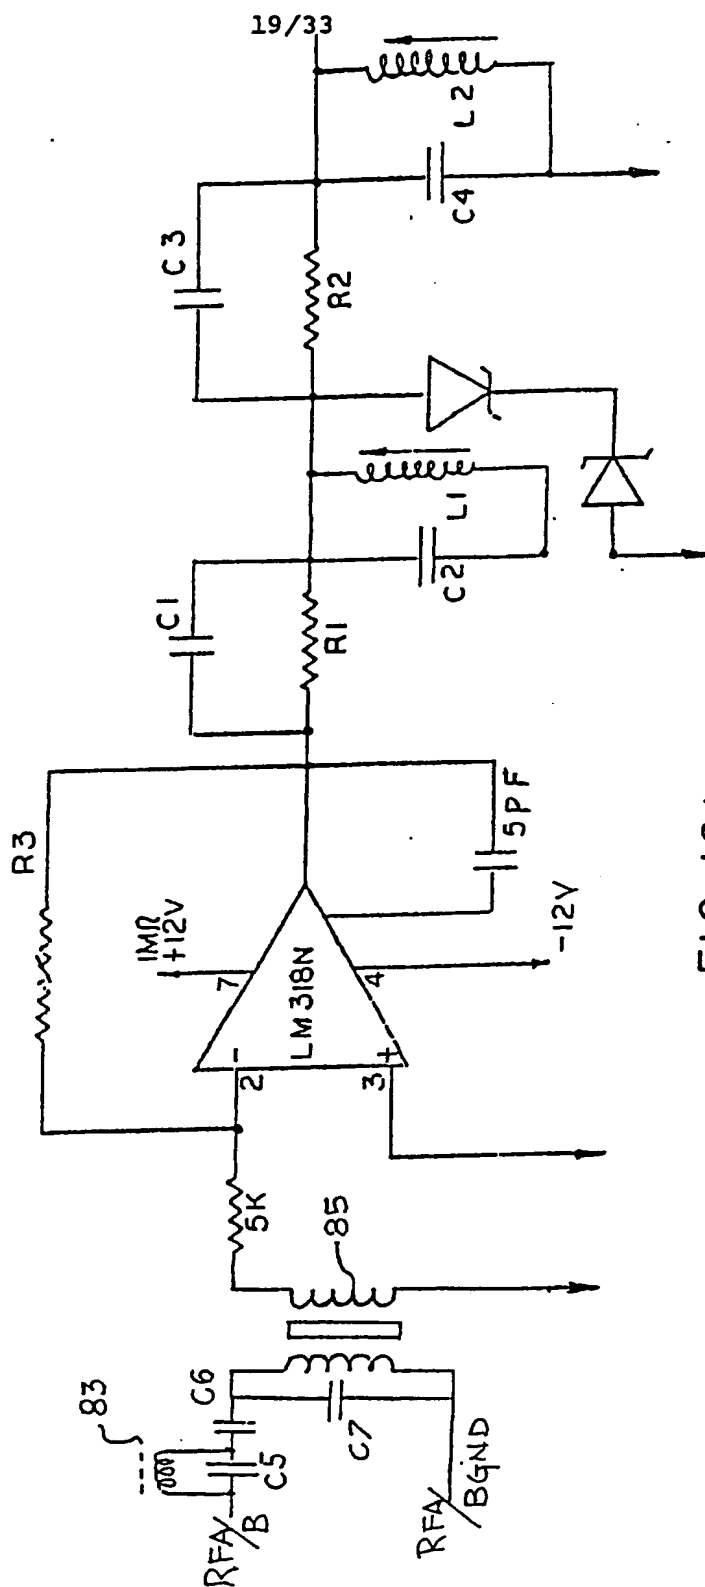 19/33
C3
R2
C4
L2
C1
R1
C2
L1
R3
1MΩ
+12V
7
LM318N
2 -
3 +
4
-12V
5PF
5K
85
83
C6
C5
C7
RFA/
B
RFA/
BGND